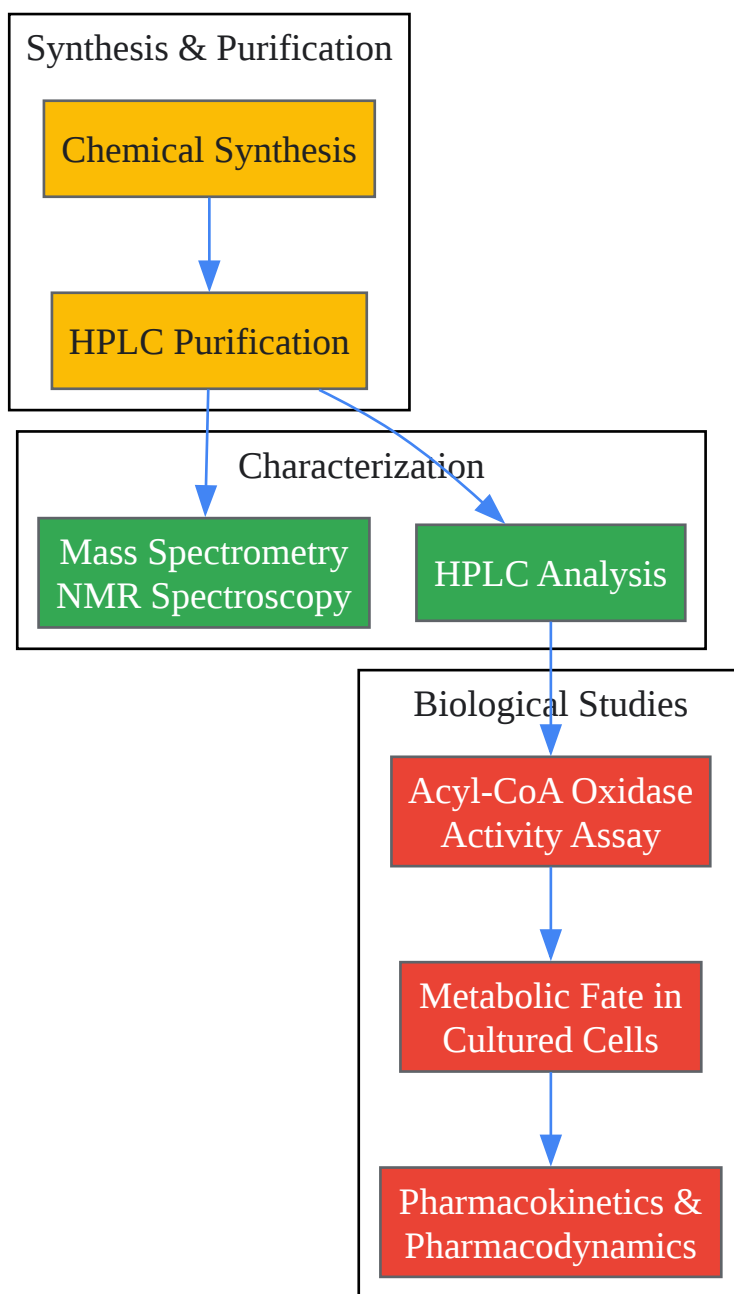 Synthesis & Purification
Chemical Synthesis
HPLC Purification
Characterization
Mass Spectrometry
NMR Spectroscopy
HPLC Analysis
Biological Studies
Acyl-CoA Oxidase
Activity Assay
Metabolic Fate in
Cultured Cells
Pharmacokinetics &
Pharmacodynamics